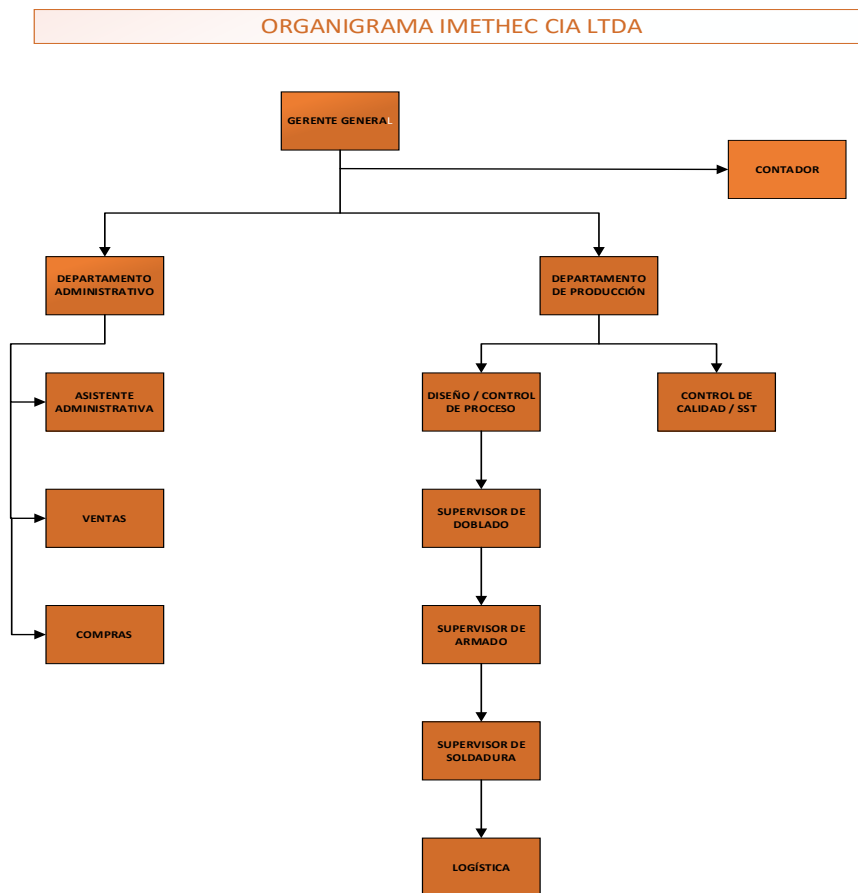 ORGANIGRAMA IMETHEC CIA LTDA
GERENTE GENERAL
CONTADOR
DEPARTAMENTO
ADMINISTRATIVO
DEPARTAMENTO
DE PRODUCCIÓN
ASISTENTE
ADMINISTRATIVA
DISEÑO / CONTROL
DE PROCESO
CONTROL DE
CALIDAD / SST
VENTAS
SUPERVISOR DE
DOBLADO
COMPRAS
SUPERVISOR DE
ARMADO
SUPERVISOR DE
SOLDADURA
LOGÍSTICA